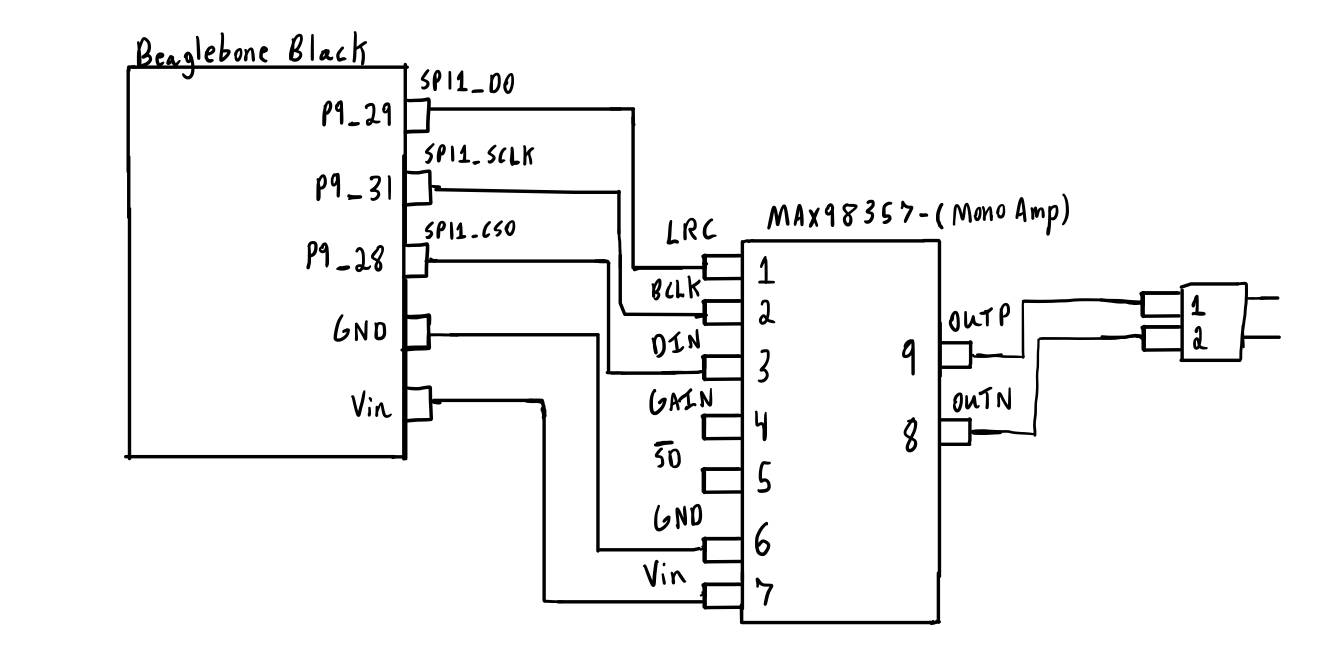 Beaglebone Black
SPI1_D0
P9_29
SPI1_SCLK
P9_31
SPI1_CS0
P9_28
GND
Vin
MAX98357-(Mono Amp)
LRC
1
BCLK
2
DIN
3
GAIN
4
SD
5
GND
6
Vin
7
OUTP
9
OUTN
8
1
2